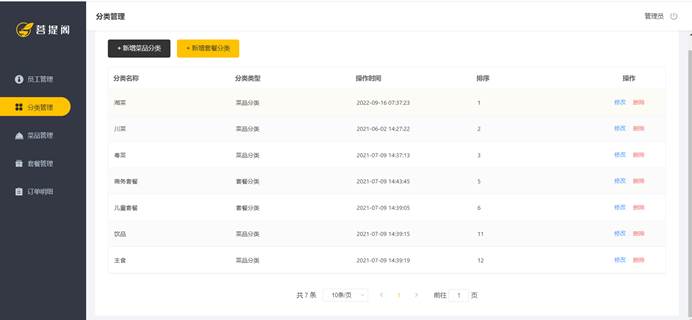 菩提阁
分类管理
管理员
员工管理
分类管理
菜品管理
套餐管理
订单明细
+ 新增菜品分类 + 新增套餐分类
分类名称 分类类型 操作时间 排序 操作
湘菜 菜品分类 2022-09-16 07:37:23 1 修改 删除
川菜 菜品分类 2021-06-02 14:27:22 2 修改 删除
粤菜 菜品分类 2021-07-09 14:37:13 3 修改 删除
商务套餐 套餐分类 2021-07-09 14:43:45 5 修改 删除
儿童套餐 套餐分类 2021-07-09 14:39:05 6 修改 删除
饮品 菜品分类 2021-07-09 14:39:15 11 修改 删除
主食 菜品分类 2021-07-09 14:39:19 12 修改 删除
共 7 条 10条/页 < 1 > 前往 1 页